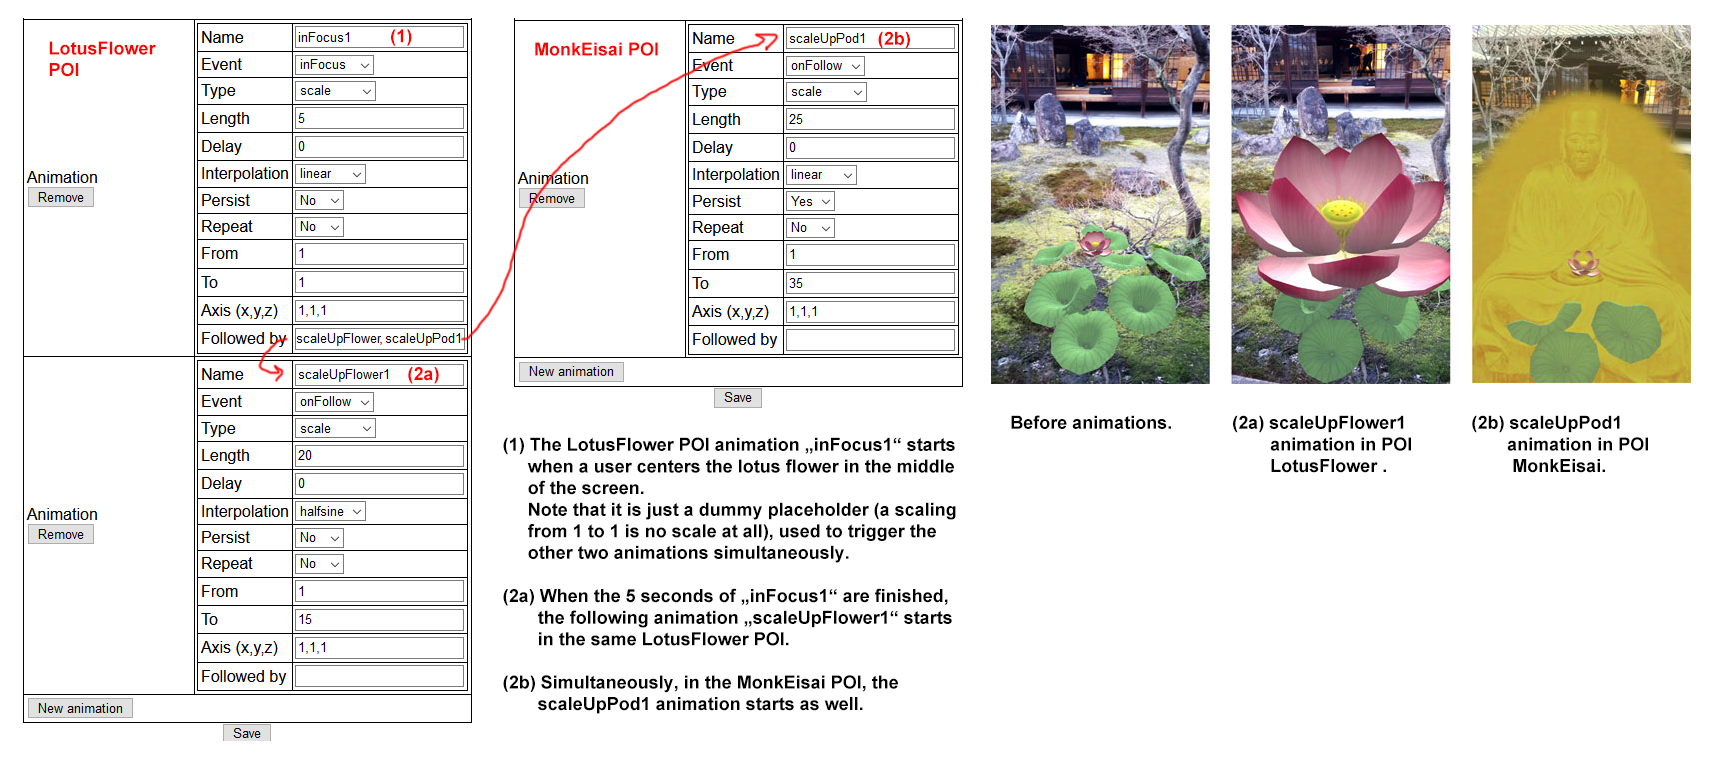 LotusFlower
POI
Animation
Remove
Name inFocus1 (1)
Event inFocus
Type scale
Length 5
Delay 0
Interpolation linear
Persist No
Repeat No
From 1
To 1
Axis (x,y,z) 1,1,1
Followed by scaleUpFlower, scaleUpPod1
Animation
Remove
Name scaleUpFlower1 (2a)
Event onFollow
Type scale
Length 20
Delay 0
Interpolation halfsine
Persist No
Repeat No
From 1
To 15
Axis (x,y,z) 1,1,1
Followed by
New animation
Save
MonkEisai POI
Animation
Remove
Name scaleUpPod1 (2b)
Event onFollow
Type scale
Length 25
Delay 0
Interpolation linear
Persist Yes
Repeat No
From 1
To 35
Axis (x,y,z) 1,1,1
Followed by
New animation
Save
(1) The LotusFlower POI animation „inFocus1“ starts
when a user centers the lotus flower in the middle
of the screen.
Note that it is just a dummy placeholder (a scaling
from 1 to 1 is no scale at all), used to trigger the
other two animations simultaneously.
(2a) When the 5 seconds of „inFocus1“ are finished,
the following animation „scaleUpFlower1“ starts
in the same LotusFlower POI.
(2b) Simultaneously, in the MonkEisai POI, the
scaleUpPod1 animation starts as well.
Before animations.
(2a) scaleUpFlower1
animation in POI
LotusFlower .
(2b) scaleUpPod1
animation in POI
MonkEisai.